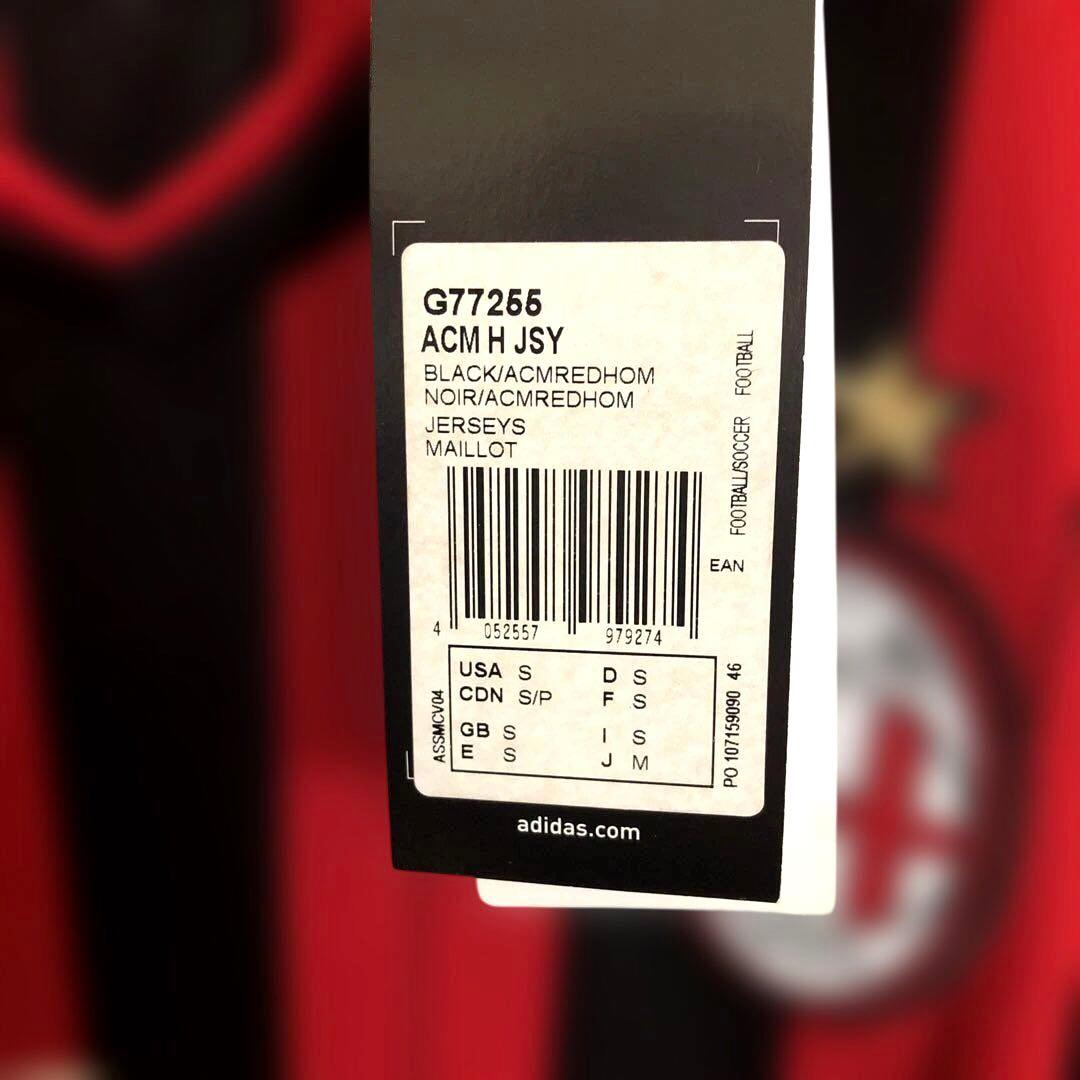 G77255
ACM H JSY
BLACK/ACMREDHOM
NOIR/ACMREDHOM
JERSEYS
MAILLOT
FOOTBALL/SOCCER FOOTBALL
EAN
4 052557 979274
USA S D S
CDN S/P F S
GB S I S
E S J M
ASSMCV04
PO 107159090 46
adidas.com